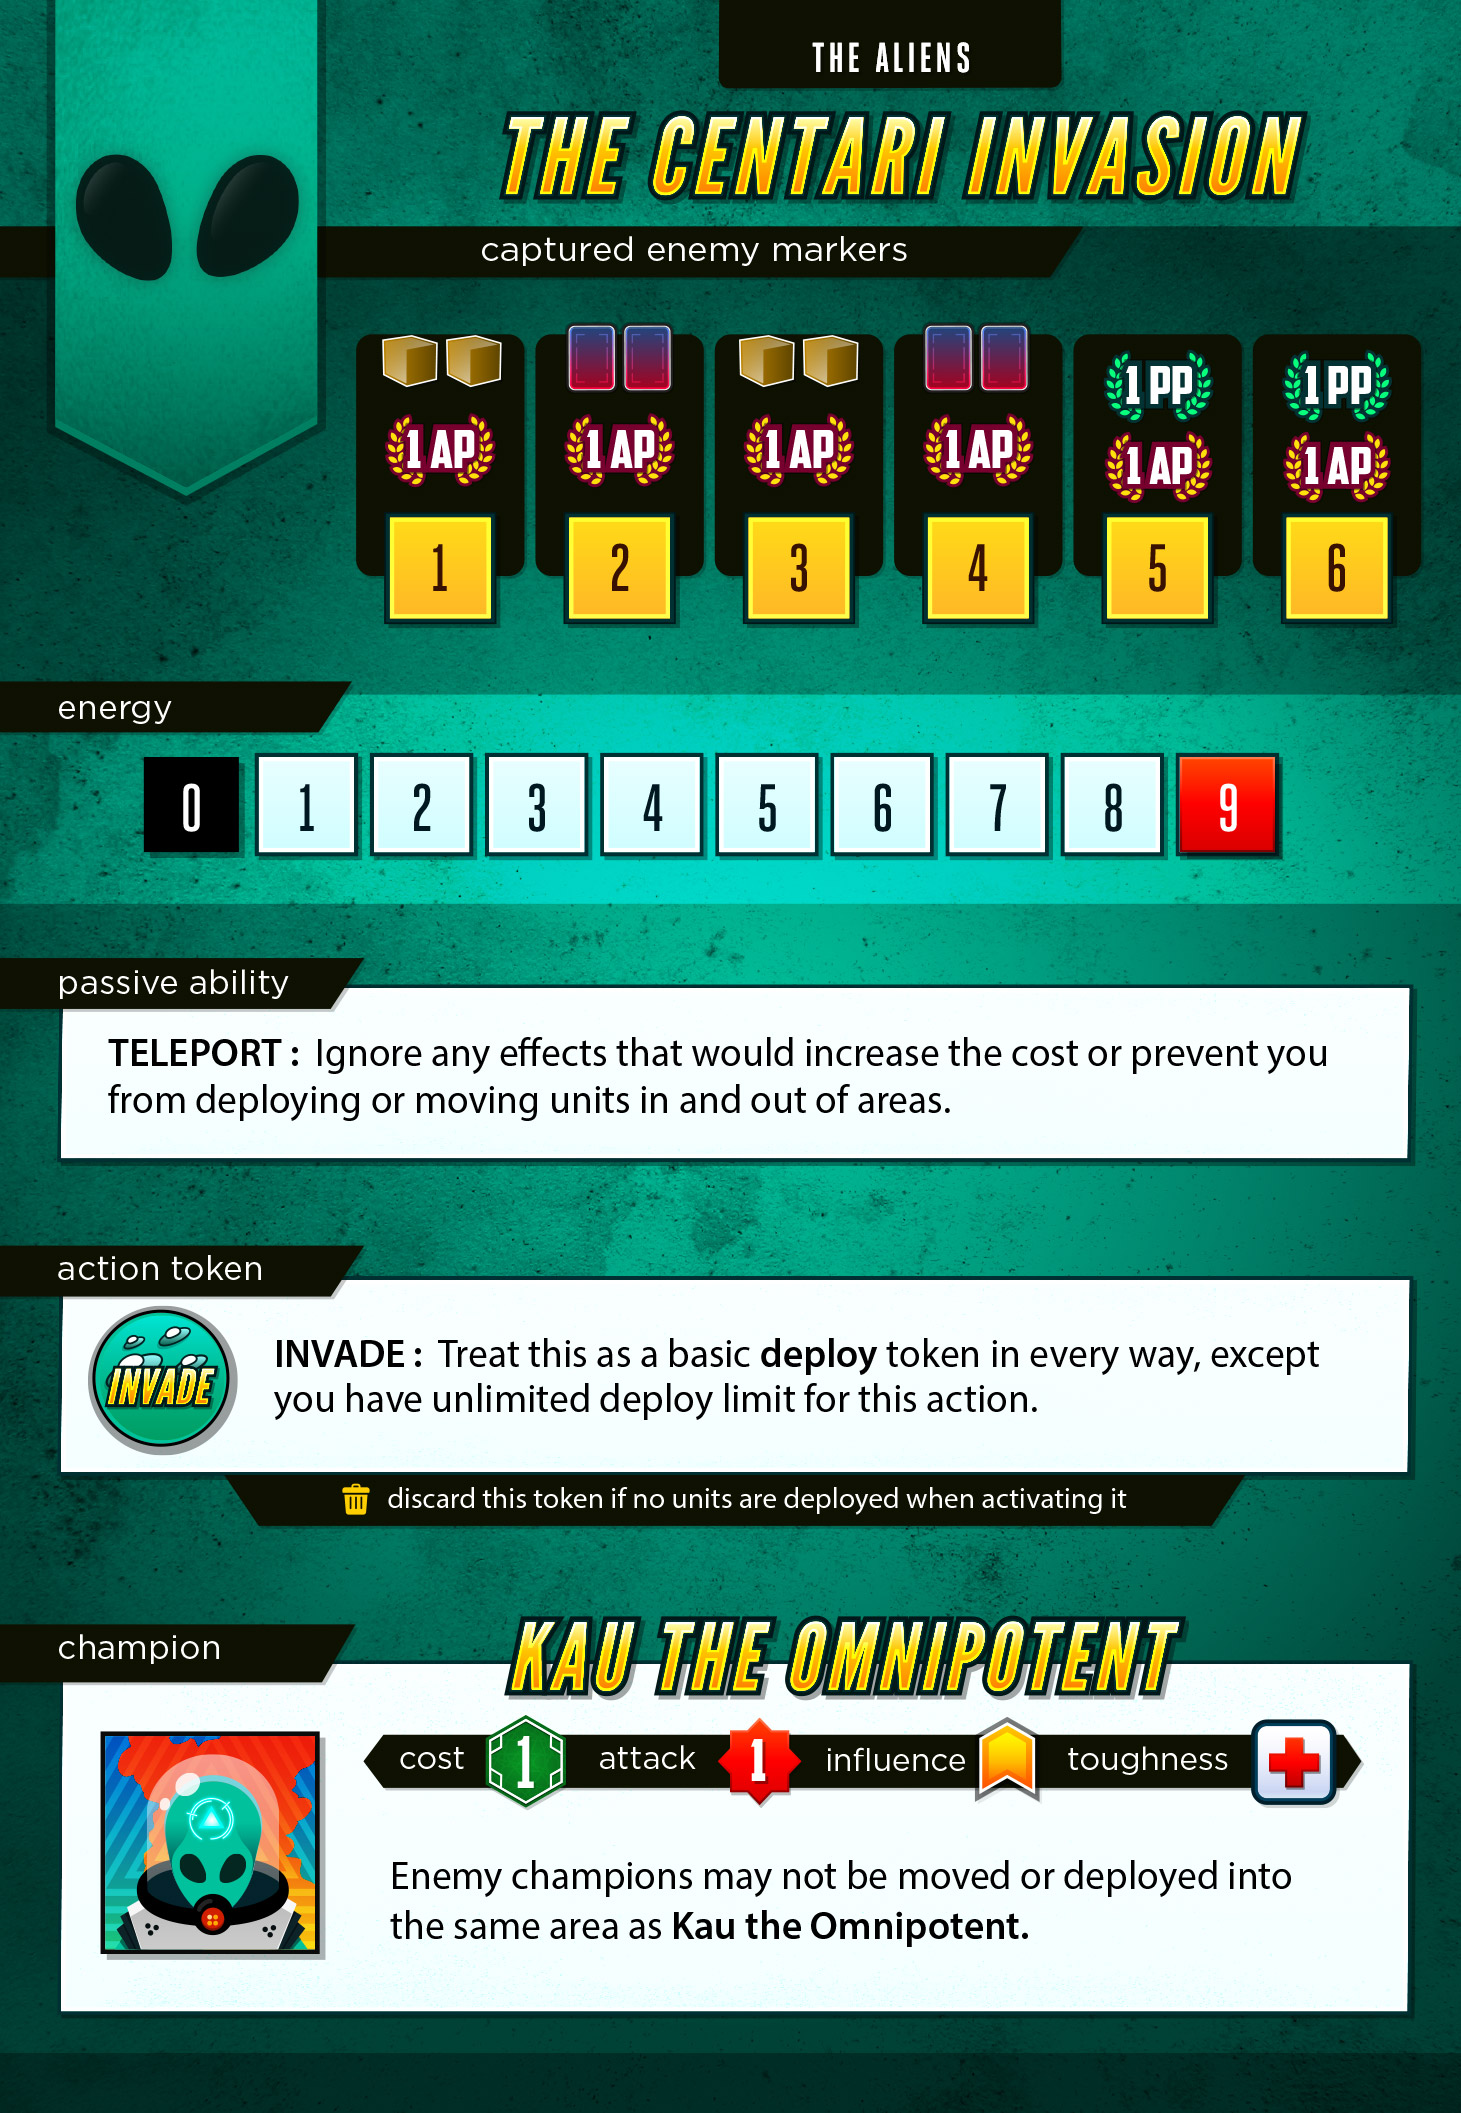 THE ALIENS
THE CENTARI INVASION
captured enemy markers
1 AP
1 AP
1 AP
1 AP
1 PP
1 AP
1 PP
1 AP
1 2 3 4 5 6
energy
0 1 2 3 4 5 6 7 8 9
passive ability
TELEPORT : Ignore any effects that would increase the cost or prevent you
from deploying or moving units in and out of areas.
action token
INVADE
INVADE : Treat this as a basic deploy token in every way, except
you have unlimited deploy limit for this action.
discard this token if no units are deployed when activating it
champion
KAU THE OMNIPOTENT
cost 1 attack 1 influence toughness
Enemy champions may not be moved or deployed into
the same area as Kau the Omnipotent.